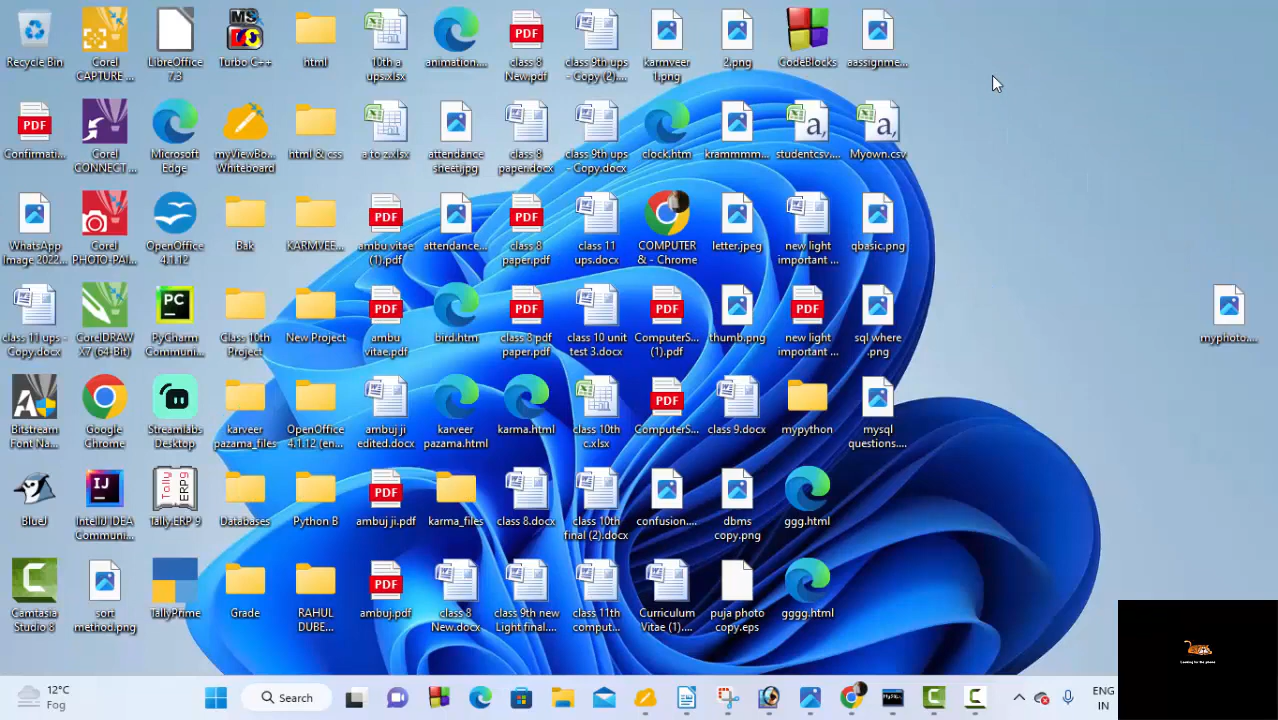 Recycle Bin
Corel
CAPTURE ...
LibreOffice
7.3
Turbo C++
html
10th a
ups.xlsx
animation....
class 8
New.pdf
class 9th ups
- Copy (2)....
karmveer
1.png
2.png
CodeBlocks
aassignme...
Confirmati...
Corel
CONNECT ...
Microsoft
Edge
myViewBo...
Whiteboard
html & css
a to z.xlsx
attendance
sheet.jpg
class 8
paper.docx
class 9th ups
- Copy.docx
clock.htm
krammmm...
studentcsv....
Myown.csv
WhatsApp
Image 2022...
Corel
PHOTO-PAI...
OpenOffice
4.1.12
Bak
KARMVEE...
ambu vitae
(1).pdf
attendance...
class 8
paper.pdf
class 11
ups.docx
COMPUTER
& - Chrome
letter.jpeg
new light
important ...
qbasic.png
class 11 ups -
Copy.docx
CorelDRAW
X7 (64-Bit)
PyCharm
Communi...
Class 10th
Project
New Project
ambu
vitae.pdf
bird.htm
class 8 pdf
paper.pdf
class 10 unit
test 3.docx
ComputerS...
(1).pdf
thumb.png
new light
important ...
sql where
.png
myphoto....
Bitstream
Font Na...
Google
Chrome
Streamlabs
Desktop
karveer
pazama_files
OpenOffice
4.1.12 (en...
ambuj ji
edited.docx
karveer
pazama.html
karma.html
class 10th
c.xlsx
ComputerS...
class 9.docx
mypython
mysql
questions....
BlueJ
IntelliJ IDEA
Communi...
Tally.ERP 9
Databases
Python B
ambuj ji.pdf
karma_files
class 8.docx
class 10th
final (2).docx
confusion....
dbms
copy.png
ggg.html
Camtasia
Studio 8
sort
method.png
TallyPrime
Grade
RAHUL
DUBE...
ambuj.pdf
class 8
New.docx
class 9th new
Light final....
class 11th
comput...
Curriculum
Vitae (1)....
puja photo
copy.eps
gggg.html
12°C
Fog
Search
ENG
IN